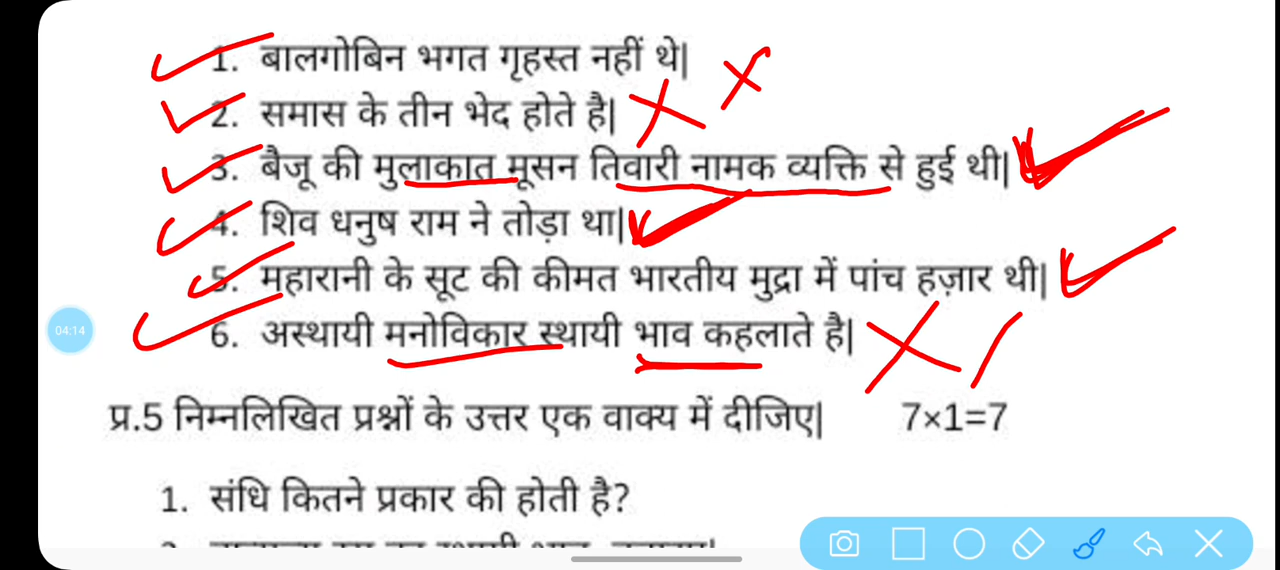 1. बालगोबिन भगत गृहस्त नहीं थे|
2. समास के तीन भेद होते है|
3. बैजू की मुलाकात मूसन तिवारी नामक व्यक्ति से हुई थी|
4. शिव धनुष राम ने तोड़ा था|
5. महारानी के सूट की कीमत भारतीय मुद्रा में पांच हज़ार थी|
04:14
6. अस्थायी मनोविकार स्थायी भाव कहलाते है|
प्र.5 निम्नलिखित प्रश्नों के उत्तर एक वाक्य में दीजिए| 7×1=7
1. संधि कितने प्रकार की होती है?